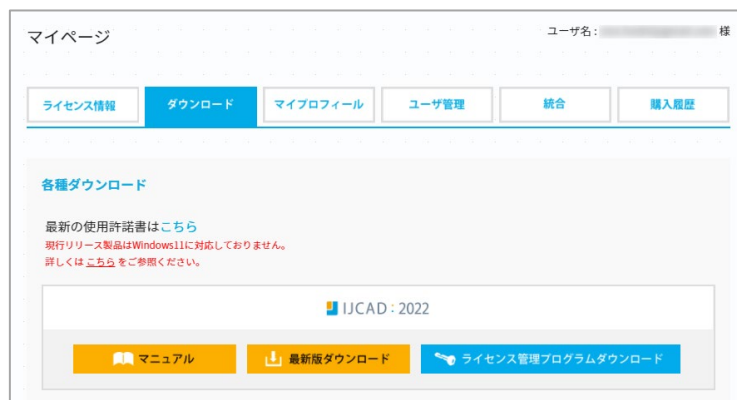 マイページ
ユーザ名： 様
ライセンス情報
ダウンロード
マイプロフィール
ユーザ管理
統合
購入履歴
各種ダウンロード
最新の使用許諾書はこちら
現行リリース製品はWindows11に対応しておりません。
詳しくは こちら をご参照ください。
IJCAD : 2022
マニュアル
最新版ダウンロード
ライセンス管理プログラムダウンロード